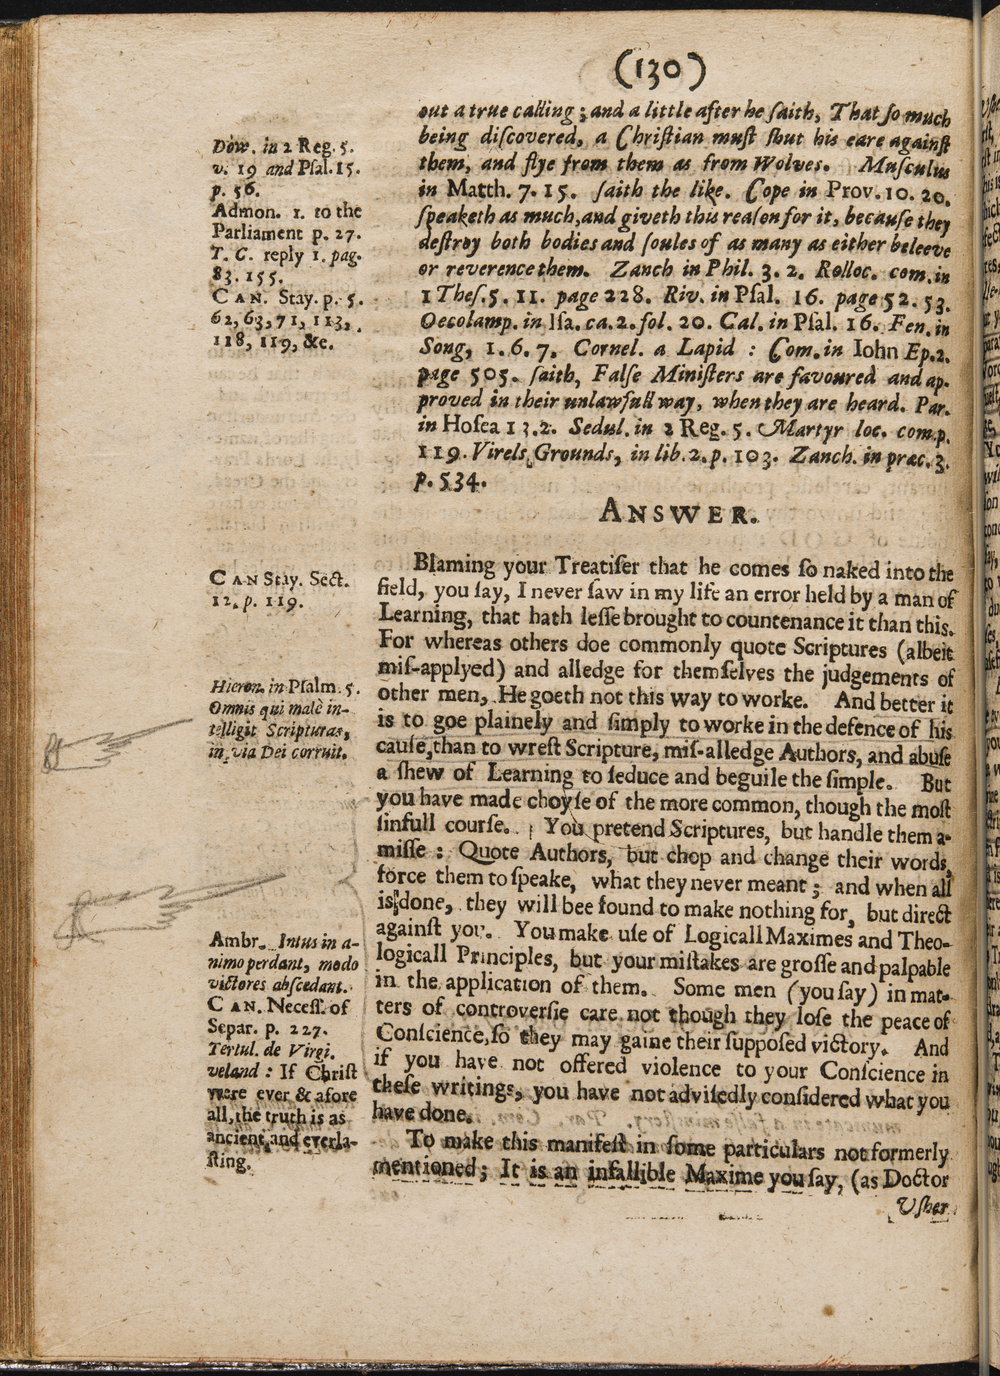 (130)
out a true calling; and a little after he ſaith, That ſo much
being diſcovered, a Chriſtian muſt ſhut his eare againſt
them, and flye from them as from Wolves. Muſculus
in Matth. 7. 15. ſaith the like. Cope in Prov. 10. 20.
ſpeaketh as much, and giveth this reaſon for it, becauſe they
deſtroy both bodies and ſoules of as many as either beleeve
or reverence them. Zanch in Phil. 3. 2. Rolloc. com. in
1 Theſ. 5. 11. page 228. Riv. in Pſal. 16. page 52. 53.
Oecolamp. in Iſa. ca. 2. fol. 20. Cal. in Pſal. 16. Fen. in
Song, 1. 6. 7. Cornel. a Lapid : Com. in Iohn Ep. 2.
page 505. ſaith, Falſe Miniſters are favoured and ap-
proved in their unlawfull way, when they are heard. Par.
in Hoſea 13. 2. Sedul. in 2 Reg. 5. Martyr loc. com. p.
119. Virels Grounds, in lib. 2. p. 103. Zanch. in præc. 3.
p. 534.
Dow. in 2 Reg. 5.
v. 19 and Pſal. 15.
p. 56.
Admon. 1. to the
Parliament p. 27.
T. C. reply 1. pag.
83. 155.
CAN. Stay. p. 5.
62, 63, 71, 113,
118, 119, &c.
ANSWER.
Blaming your Treatiſer that he comes ſo naked into the
field, you ſay, I never ſaw in my life an error held by a man of
Learning, that hath leſſe brought to countenance it than this.
For whereas others doe commonly quote Scriptures (albeit
miſ-applyed) and alledge for themſelves the judgements of
other men, He goeth not this way to worke. And better it
is to goe plainely and ſimply to worke in the defence of his
cauſe, than to wreſt Scripture, miſ-alledge Authors, and abuſe
a ſhew of Learning to ſeduce and beguile the ſimple. But
you have made choyſe of the more common, though the moſt
ſinfull courſe. You pretend Scriptures, but handle them a-
miſſe : Quote Authors, but chop and change their words,
force them to ſpeake, what they never meant ; and when all
is done, they will bee found to make nothing for, but direct
againſt you. You make uſe of Logicall Maximes and Theo-
logicall Principles, but your miſtakes are groſſe and palpable
in the application of them. Some men (you ſay) in mat-
ters of controverſie care not though they loſe the peace of
Conſcience, ſo they may gaine their ſuppoſed victory. And
if you have not offered violence to your Conſcience in
theſe writings, you have not adviſedly conſidered what you
have done.
To make this manifeſt in ſome particulars not formerly
mentioned; It is an infallible Maxime you ſay, (as Doctor
Uſher
CAN Stay. Sect.
12. p. 119.
Hieron. in Pſalm. 5.
Omnis qui malè in-
telligit Scripturas,
in via Dei corruit.
Ambr. Intus in a-
nimo perdant, modo
victores abſcedant.
CAN. Neceſſ. of
Separ. p. 227.
Tertul. de Virgi.
veland : If Chriſt
were ever & afore
all, the truth is as
ancient and everla-
ſting.